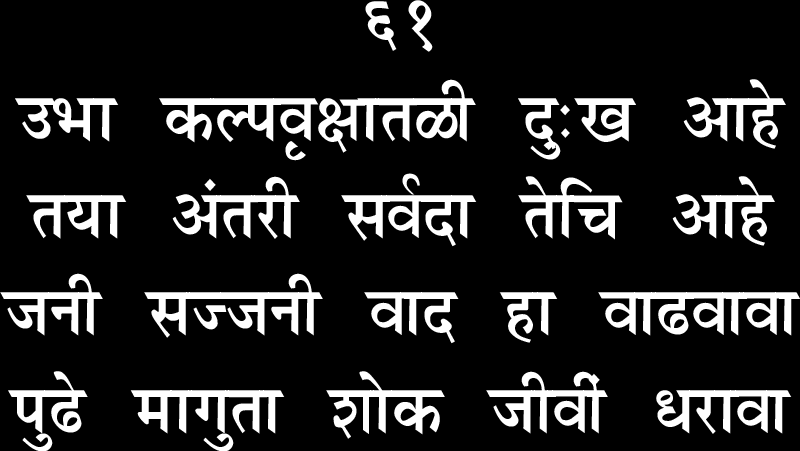 ६१
उभा कल्पवृक्षातळी दुःख आहे
तया अंतरी सर्वदा तेचि आहे
जनी सज्जनी वाद हा वाढवावा
पुढे मागुता शोक जीवीं धरावा